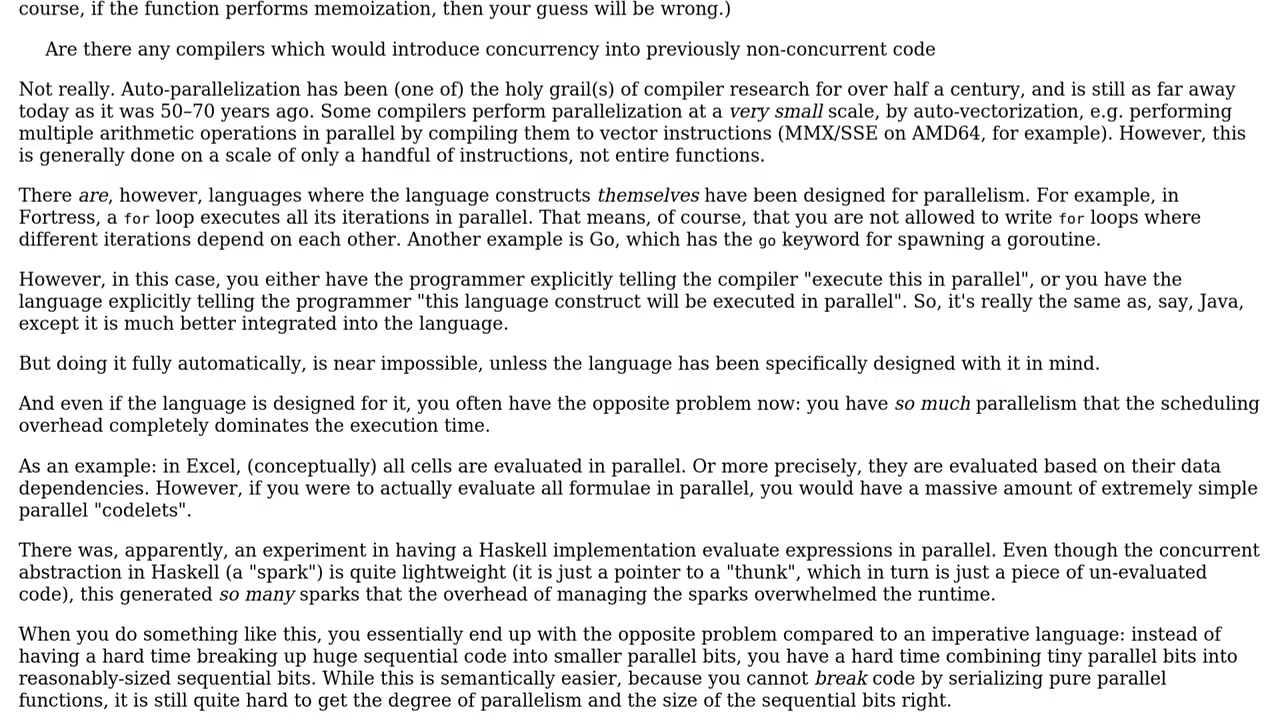 course, if the function performs memoization, then your guess will be wrong.)
Are there any compilers which would introduce concurrency into previously non-concurrent code
Not really. Auto-parallelization has been (one of) the holy grail(s) of compiler research for over half a century, and is still as far away
today as it was 50–70 years ago. Some compilers perform parallelization at a very small scale, by auto-vectorization, e.g. performing
multiple arithmetic operations in parallel by compiling them to vector instructions (MMX/SSE on AMD64, for example). However, this
is generally done on a scale of only a handful of instructions, not entire functions.
There are, however, languages where the language constructs themselves have been designed for parallelism. For example, in
Fortress, a for loop executes all its iterations in parallel. That means, of course, that you are not allowed to write for loops where
different iterations depend on each other. Another example is Go, which has the go keyword for spawning a goroutine.
However, in this case, you either have the programmer explicitly telling the compiler "execute this in parallel", or you have the
language explicitly telling the programmer "this language construct will be executed in parallel". So, it's really the same as, say, Java,
except it is much better integrated into the language.
But doing it fully automatically, is near impossible, unless the language has been specifically designed with it in mind.
And even if the language is designed for it, you often have the opposite problem now: you have so much parallelism that the scheduling
overhead completely dominates the execution time.
As an example: in Excel, (conceptually) all cells are evaluated in parallel. Or more precisely, they are evaluated based on their data
dependencies. However, if you were to actually evaluate all formulae in parallel, you would have a massive amount of extremely simple
parallel "codelets".
There was, apparently, an experiment in having a Haskell implementation evaluate expressions in parallel. Even though the concurrent
abstraction in Haskell (a "spark") is quite lightweight (it is just a pointer to a "thunk", which in turn is just a piece of un-evaluated
code), this generated so many sparks that the overhead of managing the sparks overwhelmed the runtime.
When you do something like this, you essentially end up with the opposite problem compared to an imperative language: instead of
having a hard time breaking up huge sequential code into smaller parallel bits, you have a hard time combining tiny parallel bits into
reasonably-sized sequential bits. While this is semantically easier, because you cannot break code by serializing pure parallel
functions, it is still quite hard to get the degree of parallelism and the size of the sequential bits right.